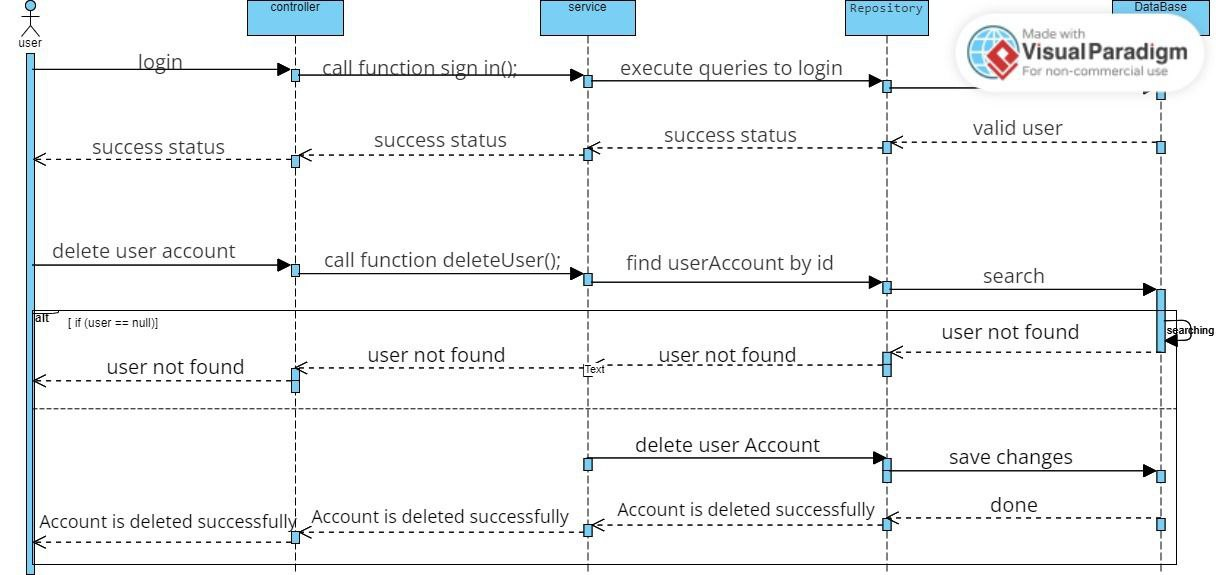 controller
service
Repository
DataBase
user
Made with
Visual Paradigm
For non-commercial use
login
call function sign in();
execute queries to login
success status
success status
success status
valid user
delete user account
call function deleteUser();
find userAccount by id
search
alt
[ if (user == null)]
searching
user not found
user not found
user not found
user not found
Text
delete user Account
save changes
Account is deleted successfully
Account is deleted successfully
Account is deleted successfully
done